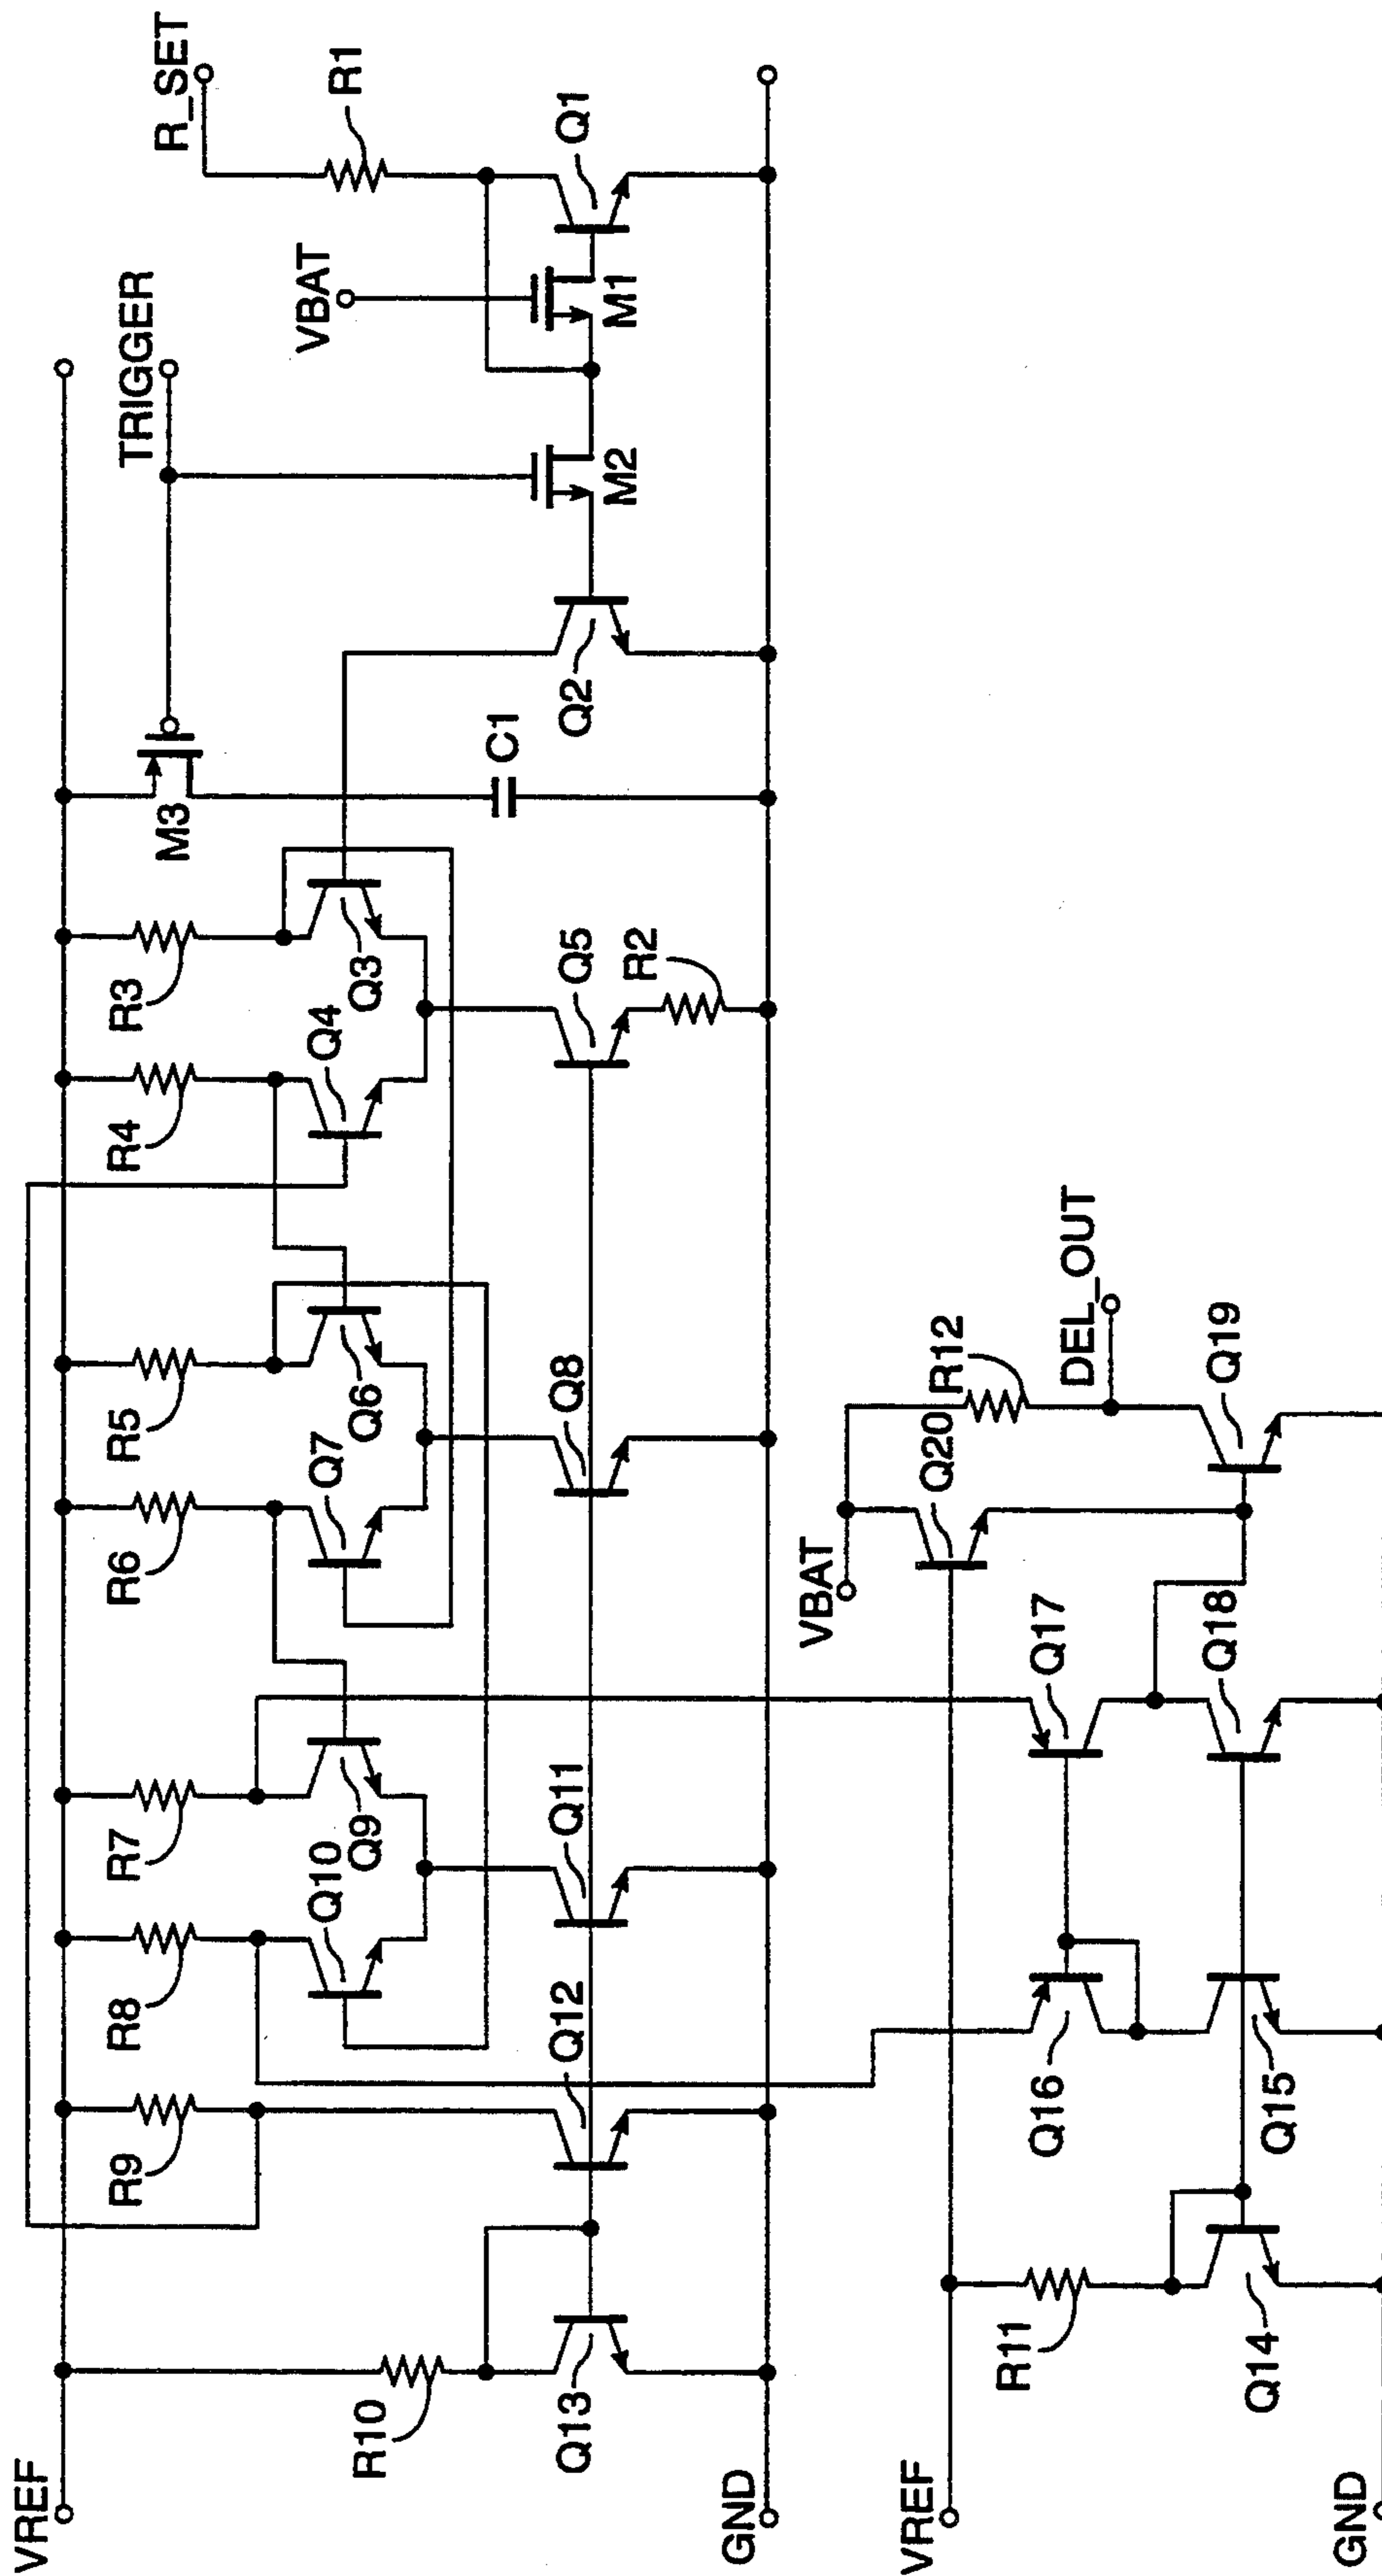 VREF
R10
Q13
GND
R9
Q12
R8
Q10
R7
Q9
Q11
R6
Q7
R5
Q6
Q8
R4
Q4
R3
Q3
Q5
R2
M3
C1
TRIGGER
Q2
M2
VBAT
M1
R_SET
R1
Q1
VREF
R11
Q14
GND
Q16
Q15
Q17
Q18
VBAT
Q20
R12
DEL_OUT
Q19